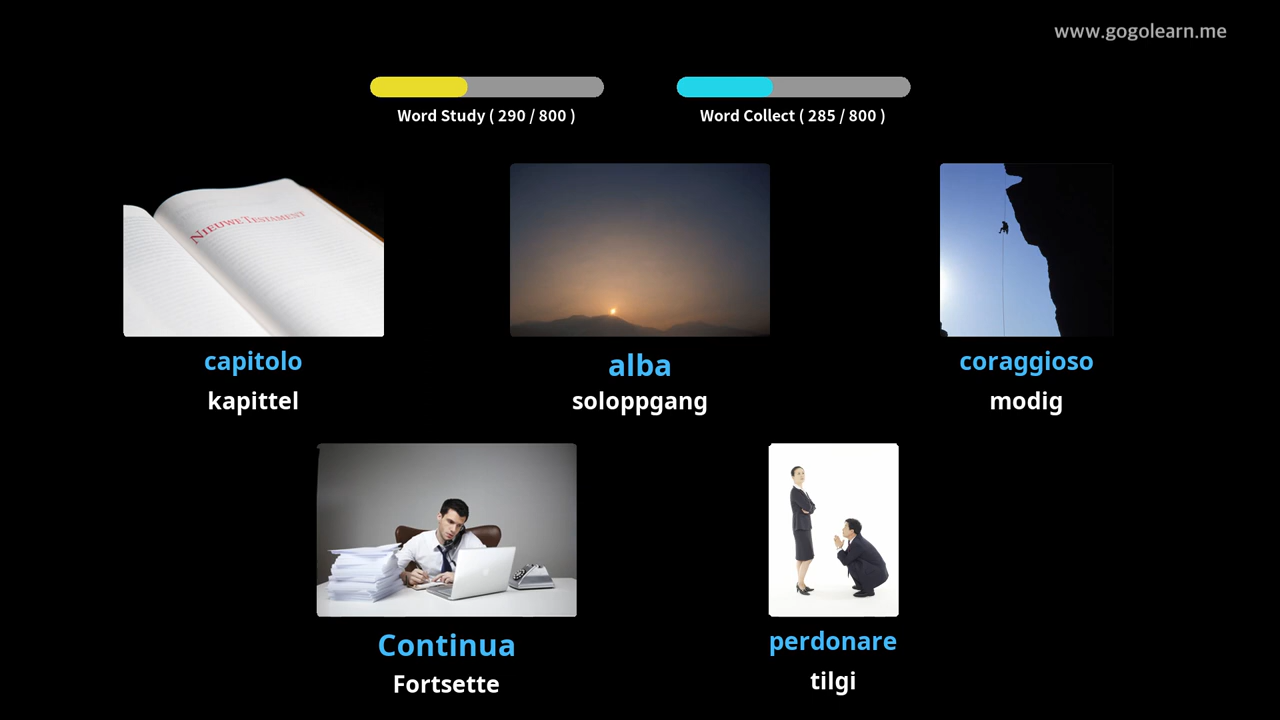 www.gogolearn.me
Word Study ( 290 / 800 )
Word Collect ( 285 / 800 )
NIEUWE TESTAMENT
capitolo
kapittel
alba
soloppgang
coraggioso
modig
Continua
Fortsette
perdonare
tilgi